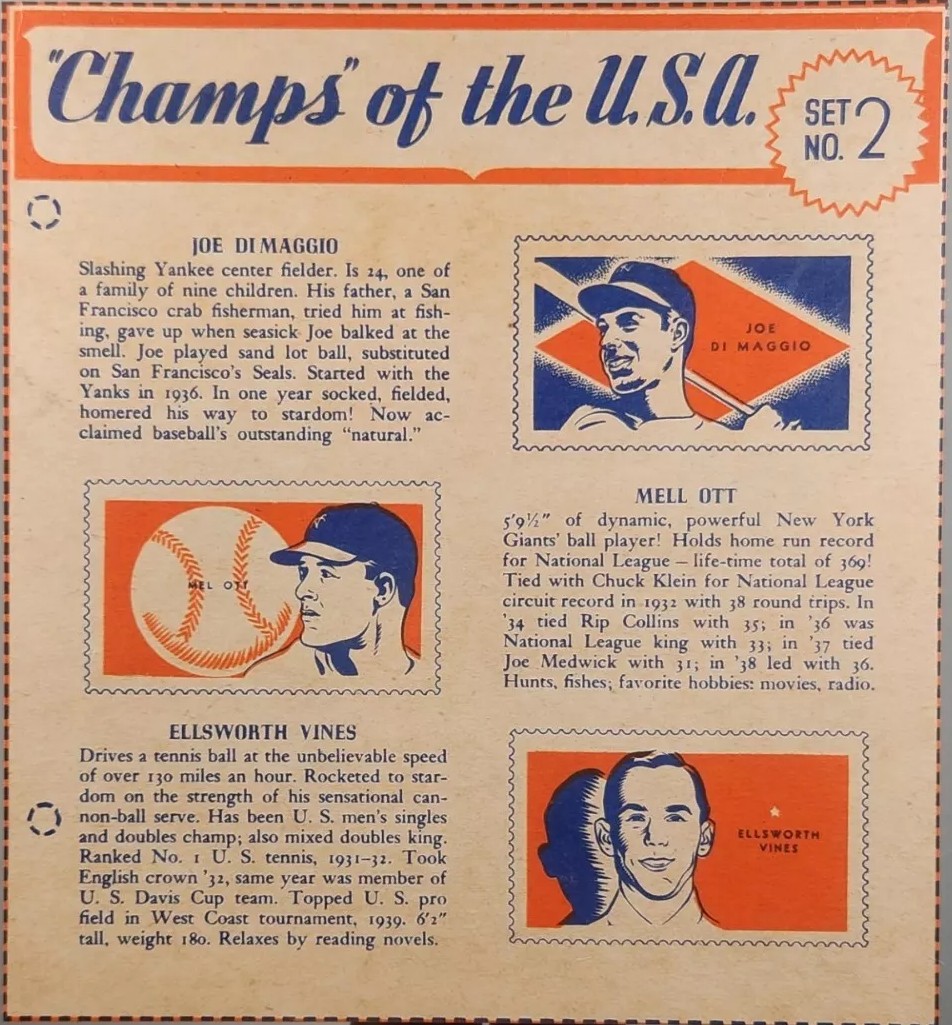 "Champs" of the U.S.A.
SET
NO. 2
JOE DI MAGGIO
Slashing Yankee center fielder. Is 24, one of
a family of nine children. His father, a San
Francisco crab fisherman, tried him at fish-
ing, gave up when seasick Joe balked at the
smell. Joe played sand lot ball, substituted
on San Francisco's Seals. Started with the
Yanks in 1936. In one year socked, fielded,
homered his way to stardom! Now ac-
claimed baseball's outstanding "natural."
JOE
DI MAGGIO
MEL OTT
MELL OTT
5'9½" of dynamic, powerful New York
Giants' ball player! Holds home run record
for National League – life-time total of 369!
Tied with Chuck Klein for National League
circuit record in 1932 with 38 round trips. In
'34 tied Rip Collins with 35; in '36 was
National League king with 33; in '37 tied
Joe Medwick with 31; in '38 led with 36.
Hunts, fishes; favorite hobbies: movies, radio.
ELLSWORTH VINES
Drives a tennis ball at the unbelievable speed
of over 130 miles an hour. Rocketed to star-
dom on the strength of his sensational can-
non-ball serve. Has been U. S. men's singles
and doubles champ; also mixed doubles king.
Ranked No. 1 U. S. tennis, 1931–32. Took
English crown '32, same year was member of
U. S. Davis Cup team. Topped U. S. pro
field in West Coast tournament, 1939. 6'2"
tall, weight 180. Relaxes by reading novels.
ELLSWORTH
VINES